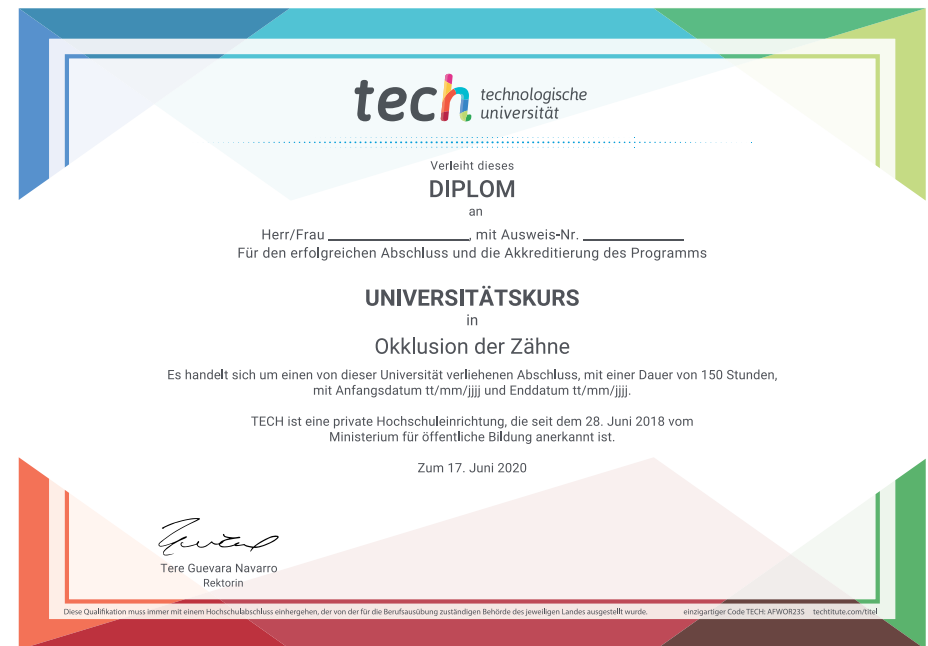 tech technologische
universität
Verleiht dieses
DIPLOM
an
Herr/Frau ____________________, mit Ausweis-Nr. ______________
Für den erfolgreichen Abschluss und die Akkreditierung des Programms
UNIVERSITÄTSKURS
in
Okklusion der Zähne
Es handelt sich um einen von dieser Universität verliehenen Abschluss, mit einer Dauer von 150 Stunden,
mit Anfangsdatum tt/mm/jjjj und Enddatum tt/mm/jjjj.
TECH ist eine private Hochschuleinrichtung, die seit dem 28. Juni 2018 vom
Ministerium für öffentliche Bildung anerkannt ist.
Zum 17. Juni 2020
Tere Guevara Navarro
Rektorin
Diese Qualifikation muss immer mit einem Hochschulabschluss einhergehen, der von der für die Berufsausübung zuständigen Behörde des jeweiligen Landes ausgestellt wurde. einzigartiger Code TECH: AFWOR23S techtitute.com/titel